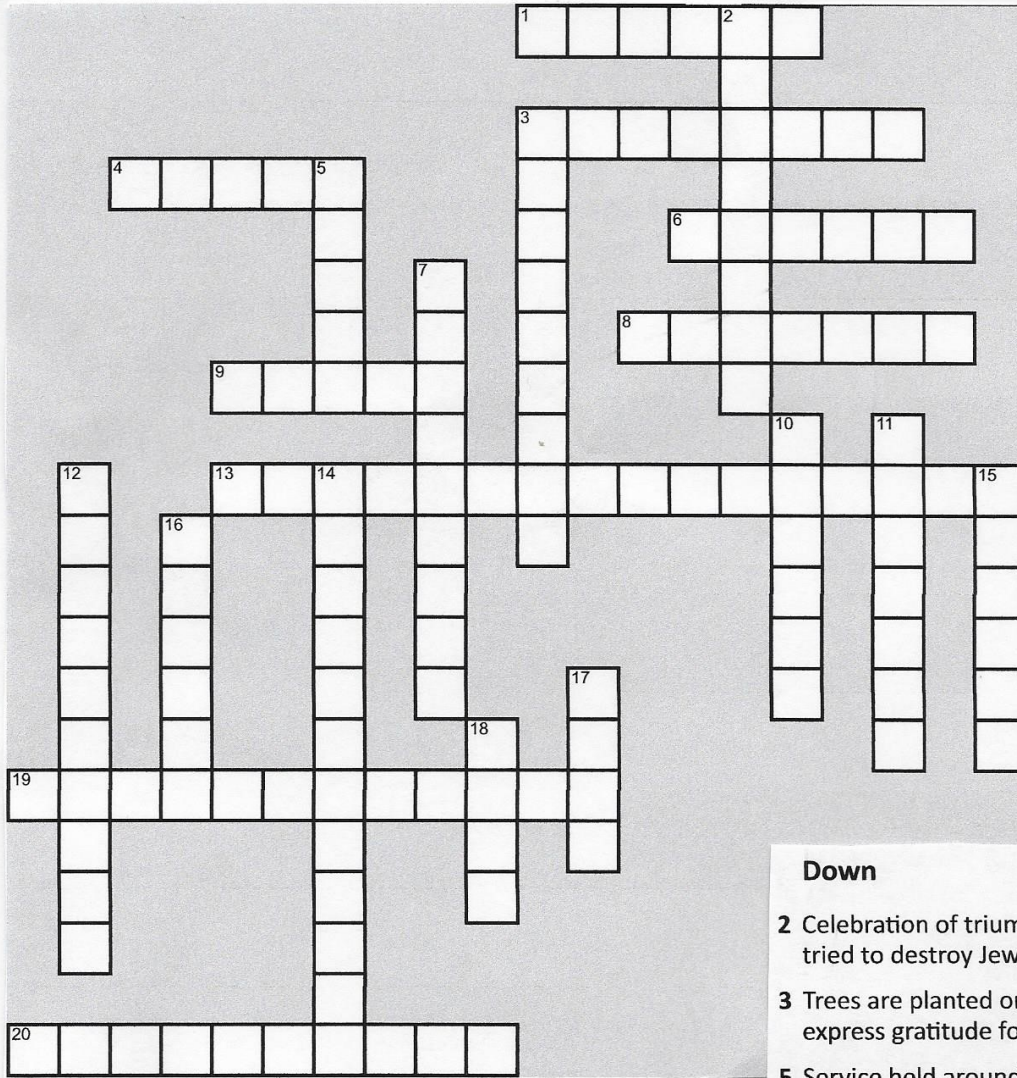 1 2
3
4 5
6
7
8
9
10 11
12 13 14 15
16
17
18
19
20
Down
2 Celebration of trium
tried to destroy Jew
3 Trees are planted o
express gratitude fo
5 Service held around